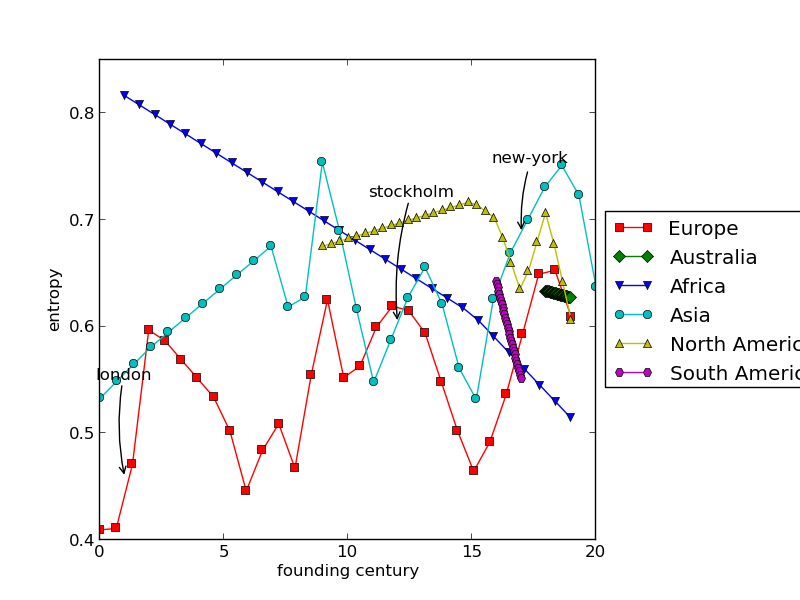 0.8
0.7
0.6
0.5
0.4
0
5
10
15
20
entropy
founding century
london
stockholm
new-york
Europe
Australia
Africa
Asia
North Americ
South Americ